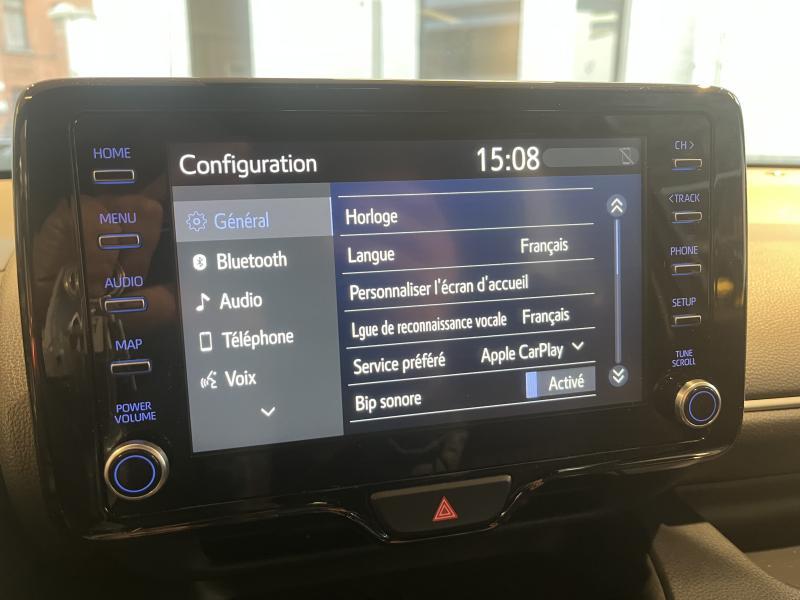 HOME
MENU
AUDIO
MAP
POWER
VOLUME
Configuration
15:08
Général
Bluetooth
Audio
Téléphone
Voix
Horloge
Langue Français
Personnaliser l'écran d'accueil
Lgue de reconnaissance vocale Français
Service préféré Apple CarPlay
Bip sonore Activé
CH >
< TRACK
PHONE
SETUP
TUNE
SCROLL